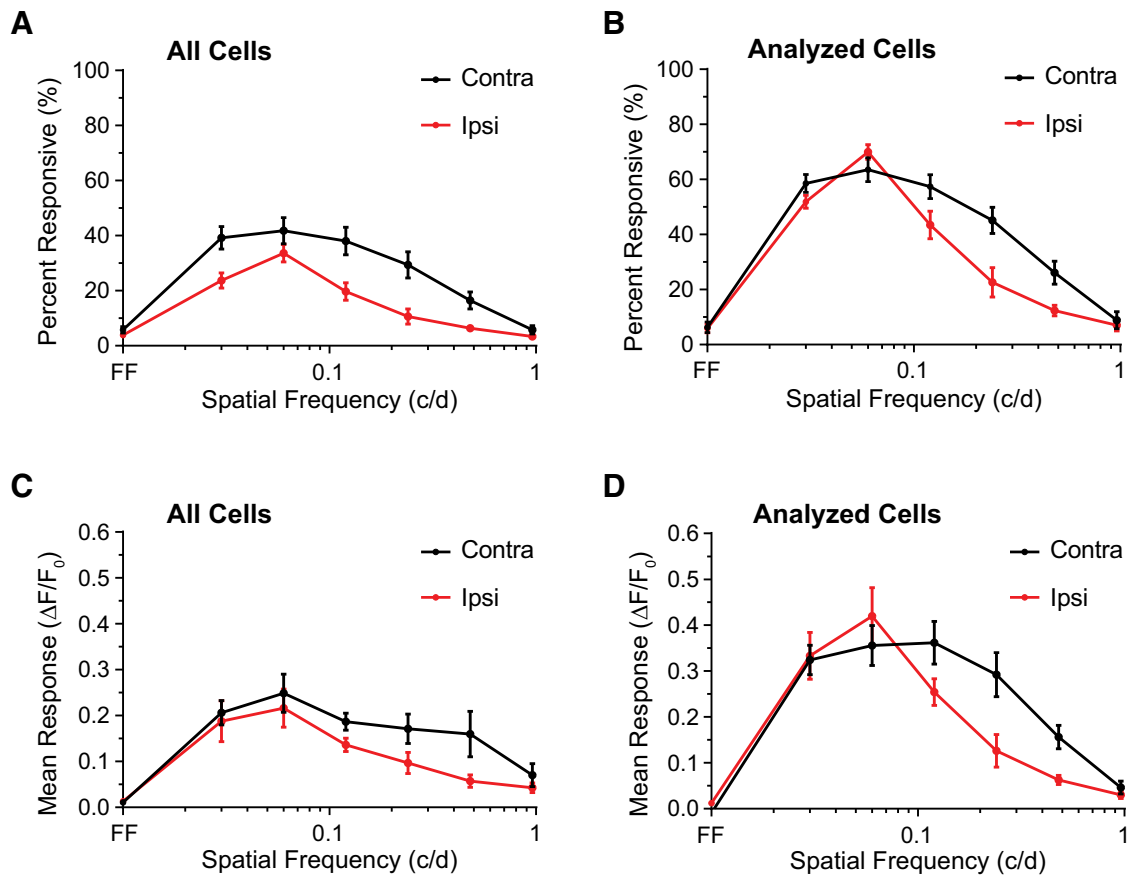 A
All Cells
Percent Responsive (%)
100
80
60
40
20
0
Contra
Ipsi
FF
0.1
1
Spatial Frequency (c/d)
B
Analyzed Cells
Percent Responsive (%)
100
80
60
40
20
0
Contra
Ipsi
FF
0.1
1
Spatial Frequency (c/d)
C
All Cells
Mean Response (ΔF/F₀)
0.6
0.5
0.4
0.3
0.2
0.1
0.0
Contra
Ipsi
FF
0.1
1
Spatial Frequency (c/d)
D
Analyzed Cells
Mean Response (ΔF/F₀)
0.6
0.5
0.4
0.3
0.2
0.1
0.0
Contra
Ipsi
FF
0.1
1
Spatial Frequency (c/d)